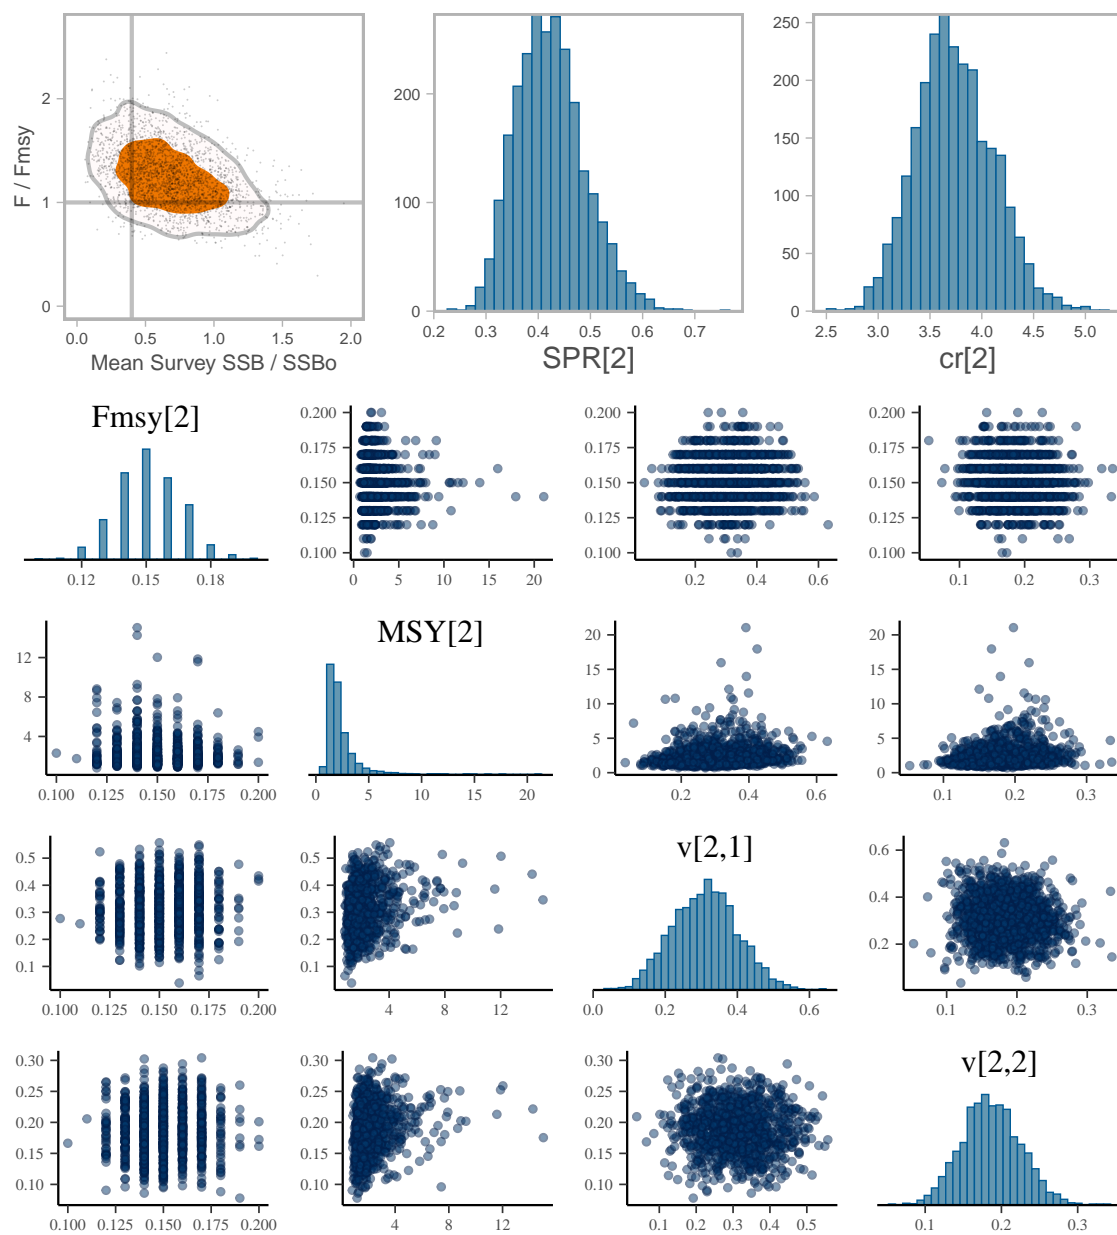 2
1
0
F / Fmsy
0.0 0.5 1.0 1.5 2.0
Mean Survey SSB / SSBo
200
100
0
0.2 0.3 0.4 0.5 0.6 0.7
SPR[2]
250
200
150
100
50
0
2.5 3.0 3.5 4.0 4.5 5.0
cr[2]
Fmsy[2]
0.12 0.15 0.18
0.200
0.175
0.150
0.125
0.100
0 5 10 15 20
0.200
0.175
0.150
0.125
0.100
0.2 0.4 0.6
0.200
0.175
0.150
0.125
0.100
0.1 0.2 0.3
12
8
4
0.100 0.125 0.150 0.175 0.200
MSY[2]
0 5 10 15 20
20
15
10
5
0
0.2 0.4 0.6
20
15
10
5
0
0.1 0.2 0.3
0.5
0.4
0.3
0.2
0.1
0.100 0.125 0.150 0.175 0.200
0.5
0.4
0.3
0.2
0.1
4 8 12
v[2,1]
0.0 0.2 0.4 0.6
0.6
0.4
0.2
0.1 0.2 0.3
0.30
0.25
0.20
0.15
0.10
0.100 0.125 0.150 0.175 0.200
0.30
0.25
0.20
0.15
0.10
4 8 12
0.30
0.25
0.20
0.15
0.10
0.1 0.2 0.3 0.4 0.5
v[2,2]
0.1 0.2 0.3